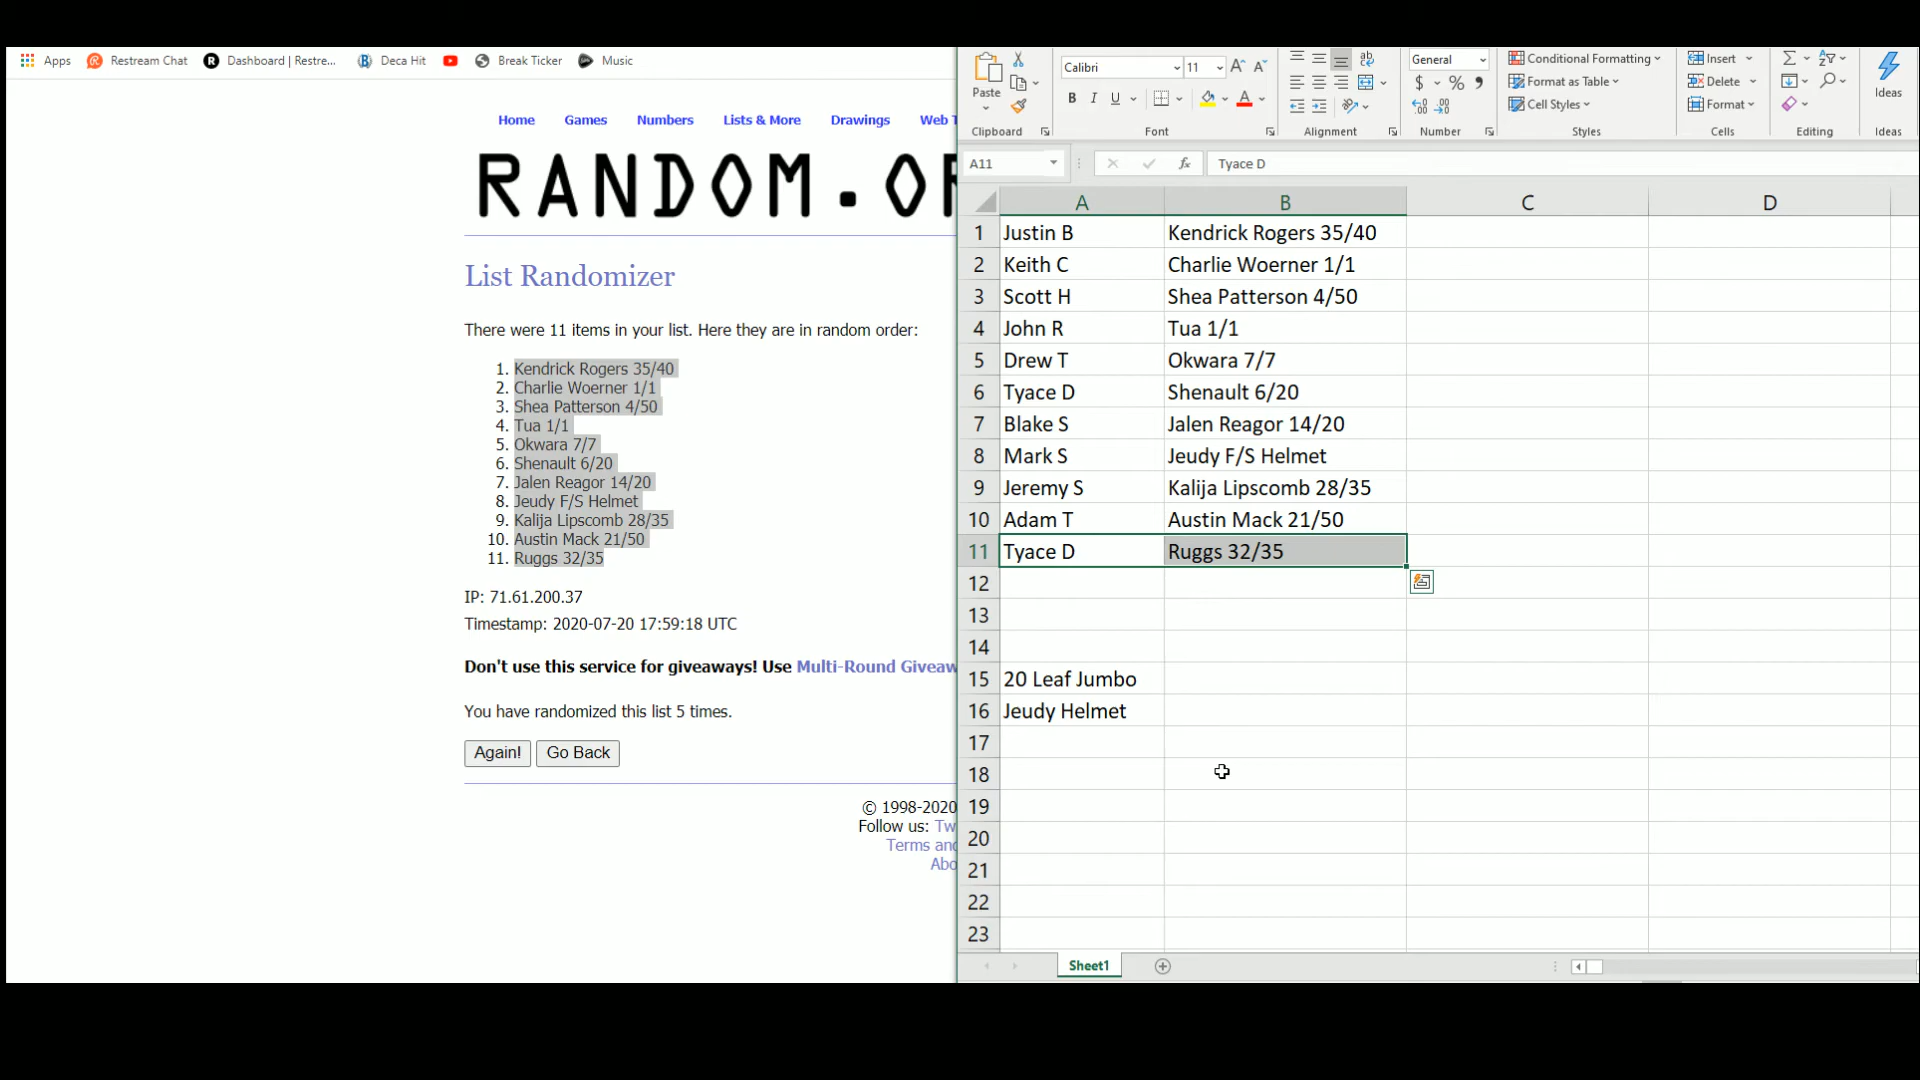 Apps Restream Chat Dashboard | Restre... Deca Hit Break Ticker Music
Home Games Numbers Lists & More Drawings Web T
RANDOM.OR
List Randomizer
There were 11 items in your list. Here they are in random order:
1. Kendrick Rogers 35/40
2. Charlie Woerner 1/1
3. Shea Patterson 4/50
4. Tua 1/1
5. Okwara 7/7
6. Shenault 6/20
7. Jalen Reagor 14/20
8. Jeudy F/S Helmet
9. Kalija Lipscomb 28/35
10. Austin Mack 21/50
11. Ruggs 32/35
IP: 71.61.200.37
Timestamp: 2020-07-20 17:59:18 UTC
Don't use this service for giveaways! Use Multi-Round Giveaw
You have randomized this list 5 times.
Again! Go Back
© 1998-2020
Follow us: Tw
Terms and
Abo
Paste Calibri 11 General Conditional Formatting Insert
B I U $ % Format as Table Delete Ideas
Cell Styles Format
Clipboard Font Alignment Number Styles Cells Editing Ideas
A11 fx Tyace D
A B C D
1 Justin B Kendrick Rogers 35/40
2 Keith C Charlie Woerner 1/1
3 Scott H Shea Patterson 4/50
4 John R Tua 1/1
5 Drew T Okwara 7/7
6 Tyace D Shenault 6/20
7 Blake S Jalen Reagor 14/20
8 Mark S Jeudy F/S Helmet
9 Jeremy S Kalija Lipscomb 28/35
10 Adam T Austin Mack 21/50
11 Tyace D Ruggs 32/35
12
13
14
15 20 Leaf Jumbo
16 Jeudy Helmet
17
18
19
20
21
22
23
Sheet1